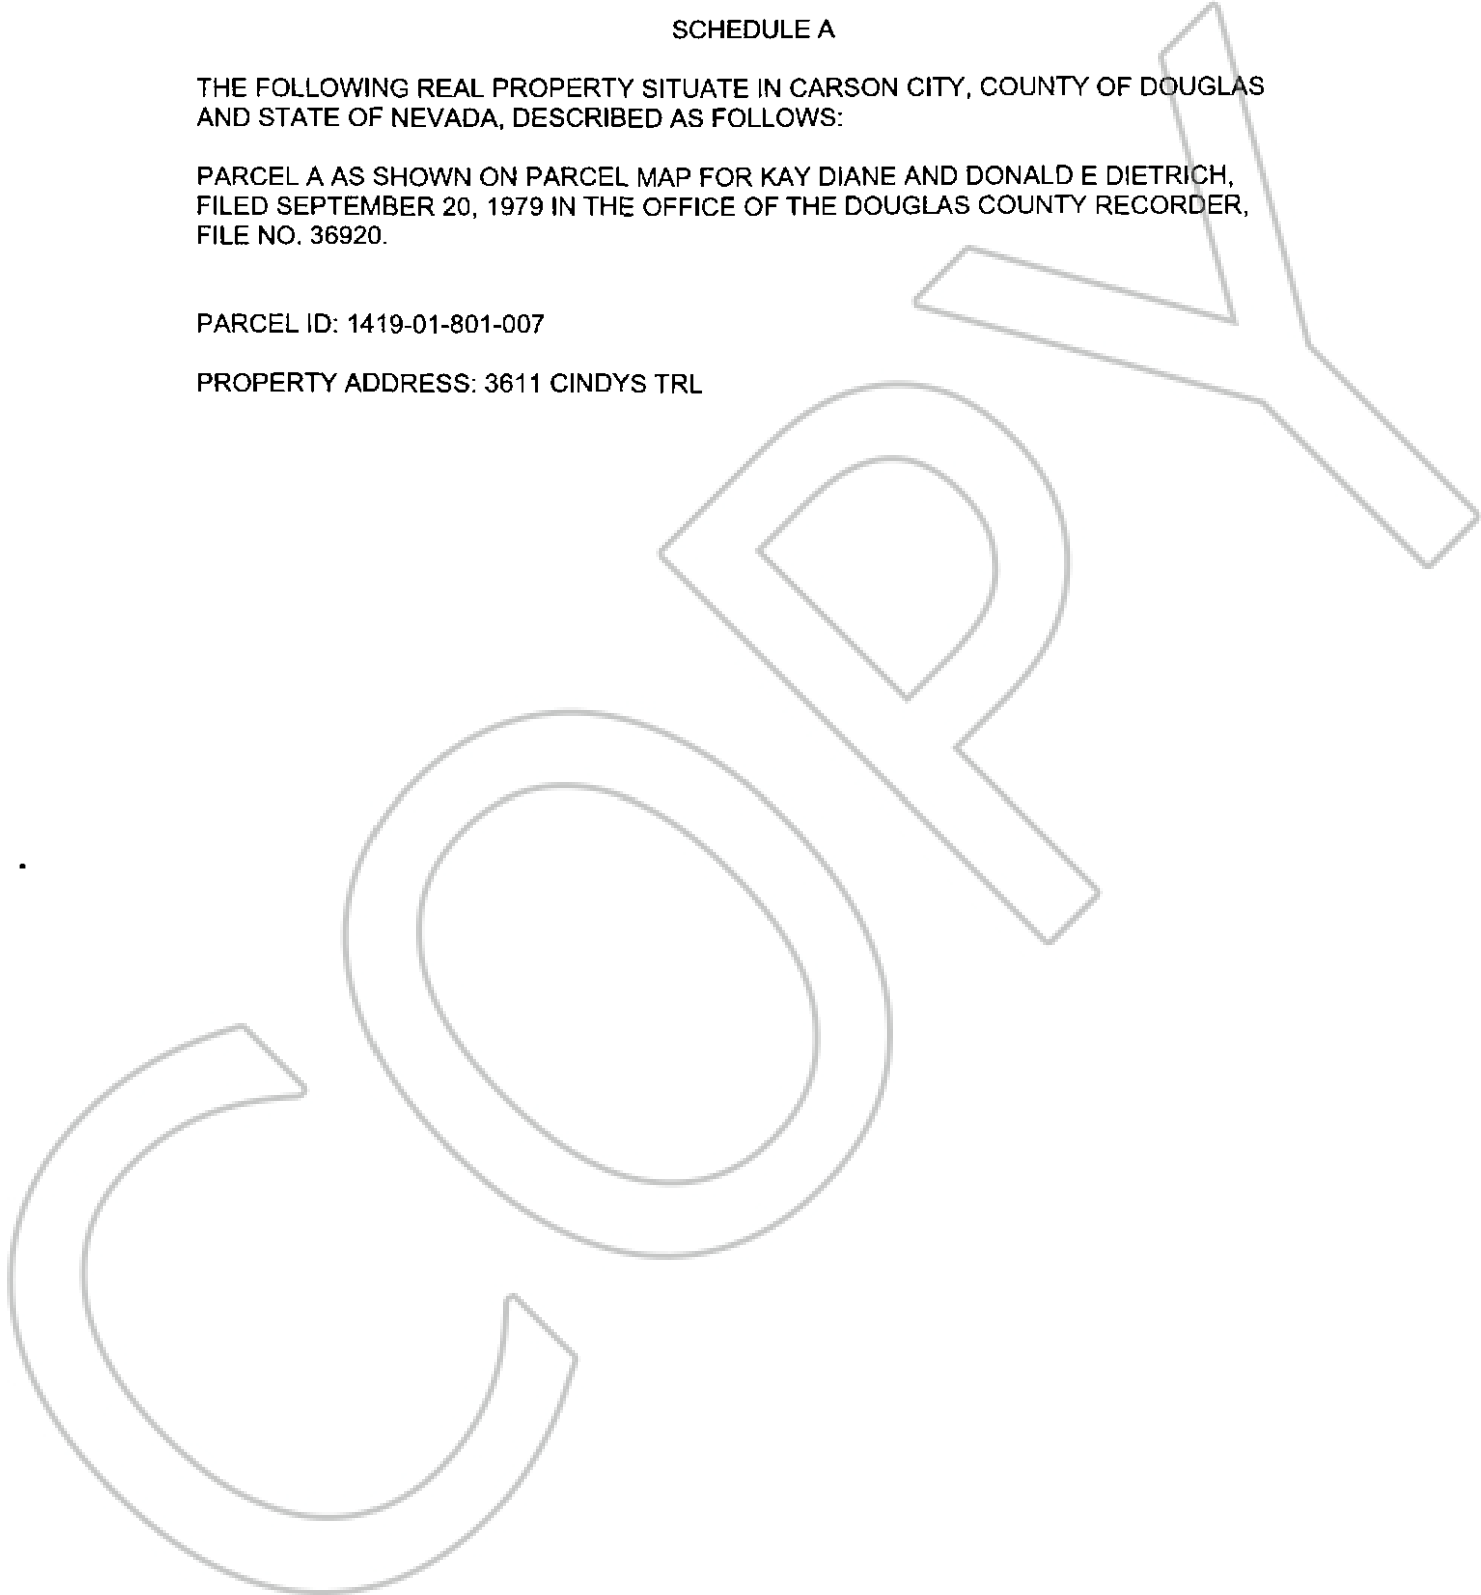 SCHEDULE A
THE FOLLOWING REAL PROPERTY SITUATE IN CARSON CITY, COUNTY OF DOUGLAS
AND STATE OF NEVADA, DESCRIBED AS FOLLOWS:
PARCEL A AS SHOWN ON PARCEL MAP FOR KAY DIANE AND DONALD E DIETRICH,
FILED SEPTEMBER 20, 1979 IN THE OFFICE OF THE DOUGLAS COUNTY RECORDER,
FILE NO. 36920.
PARCEL ID: 1419-01-801-007
PROPERTY ADDRESS: 3611 CINDYS TRL
COPY